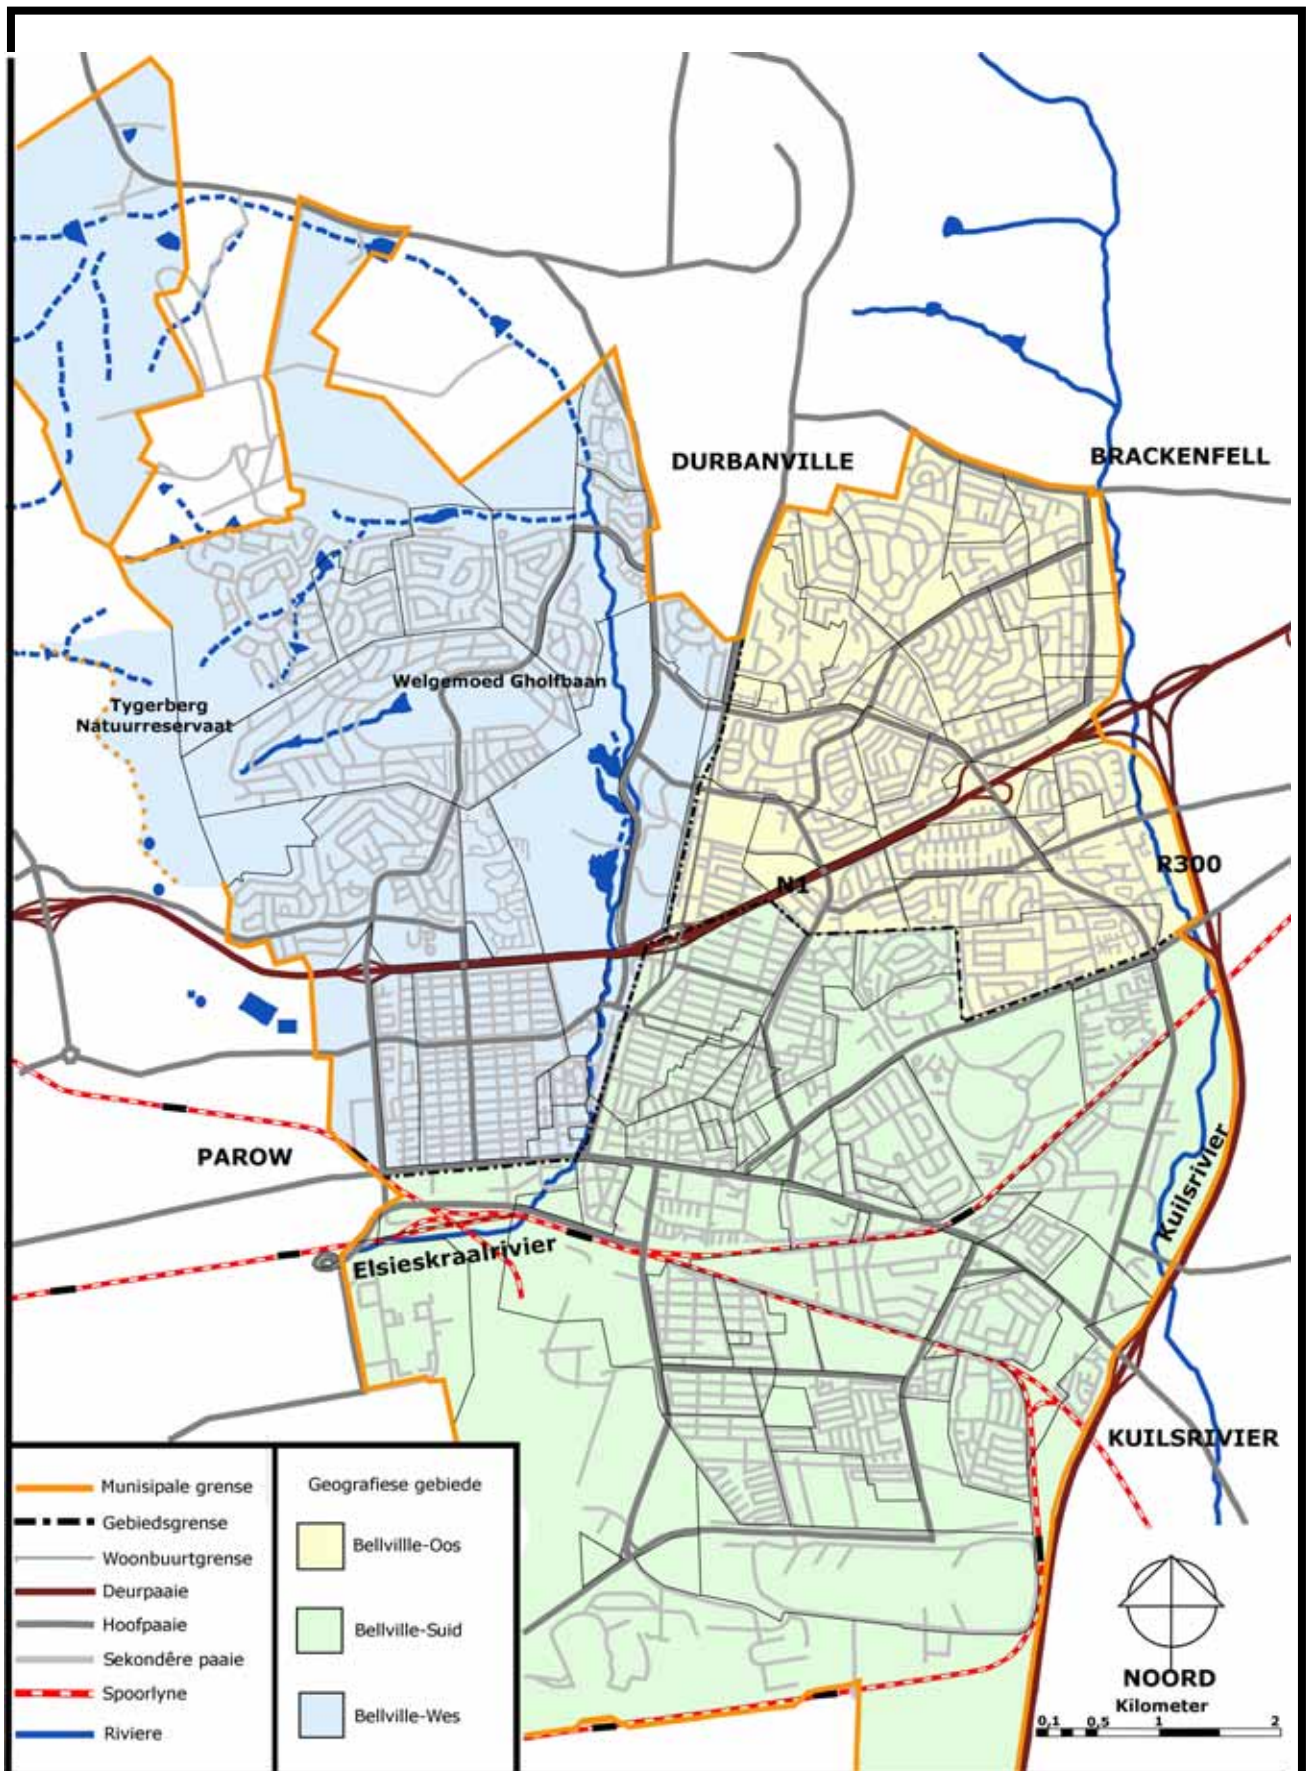 DURBANVILLE
BRACKENFELL
Welgemoed Gholfbaan
Tygerberg
Natuurreservaat
R300
N1
PAROW
Kuilsrivier
Elsieskraalrivier
KUILSRIVIER
Munisipale grense
Gebiedsgrense
Woonbuurtgrense
Deurpaaie
Hoofpaaie
Sekondêre paaie
Spoorlyne
Riviere
Geografiese gebiede
Bellvillle-Oos
Bellville-Suid
Bellville-Wes
NOORD
Kilometer
0,1 0,5 1 2